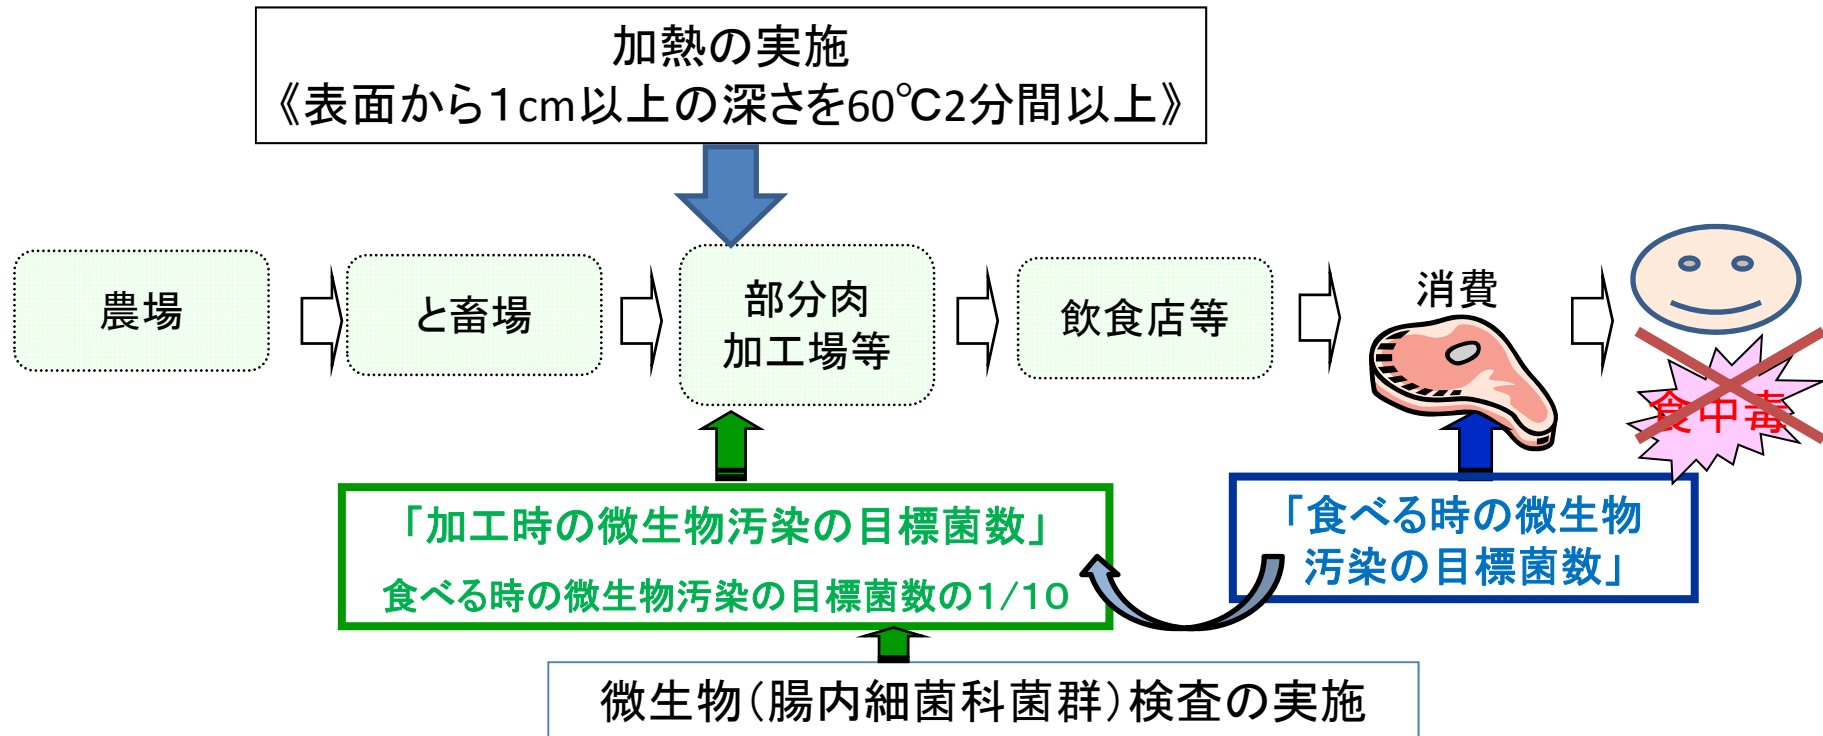 加熱の実施
《表面から1cm以上の深さを60℃2分間以上》
農場
と畜場
部分肉
加工場等
飲食店等
消費
食中毒
「加工時の微生物汚染の目標菌数」
食べる時の微生物汚染の目標菌数の1/10
「食べる時の微生物
汚染の目標菌数」
微生物(腸内細菌科菌群)検査の実施